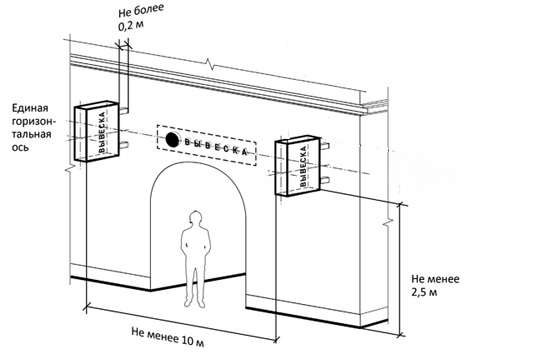 Не более
0,2 м
Единая
горизон-
тальная
ось
ВЫВЕСКА
ВЫВЕСКА
ВЫВЕСКА
Не менее
2,5 м
Не менее 10 м